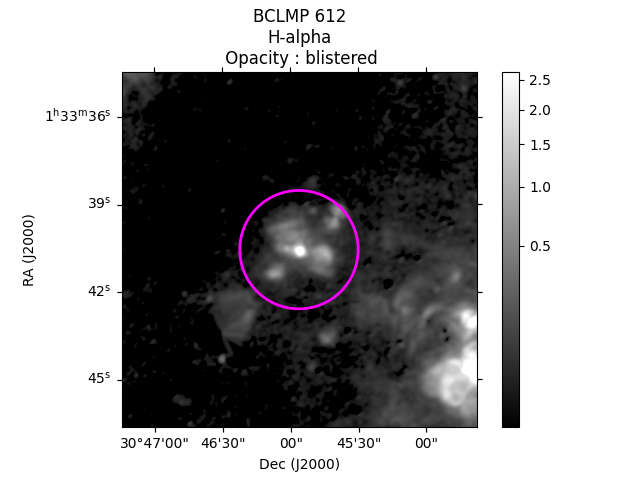 BCLMP 612
H-alpha
Opacity : blistered
1ʰ33ᵐ36ˢ
39ˢ
42ˢ
45ˢ
RA (J2000)
30°47'00" 46'30" 00" 45'30" 00"
Dec (J2000)
2.5
2.0
1.5
1.0
0.5